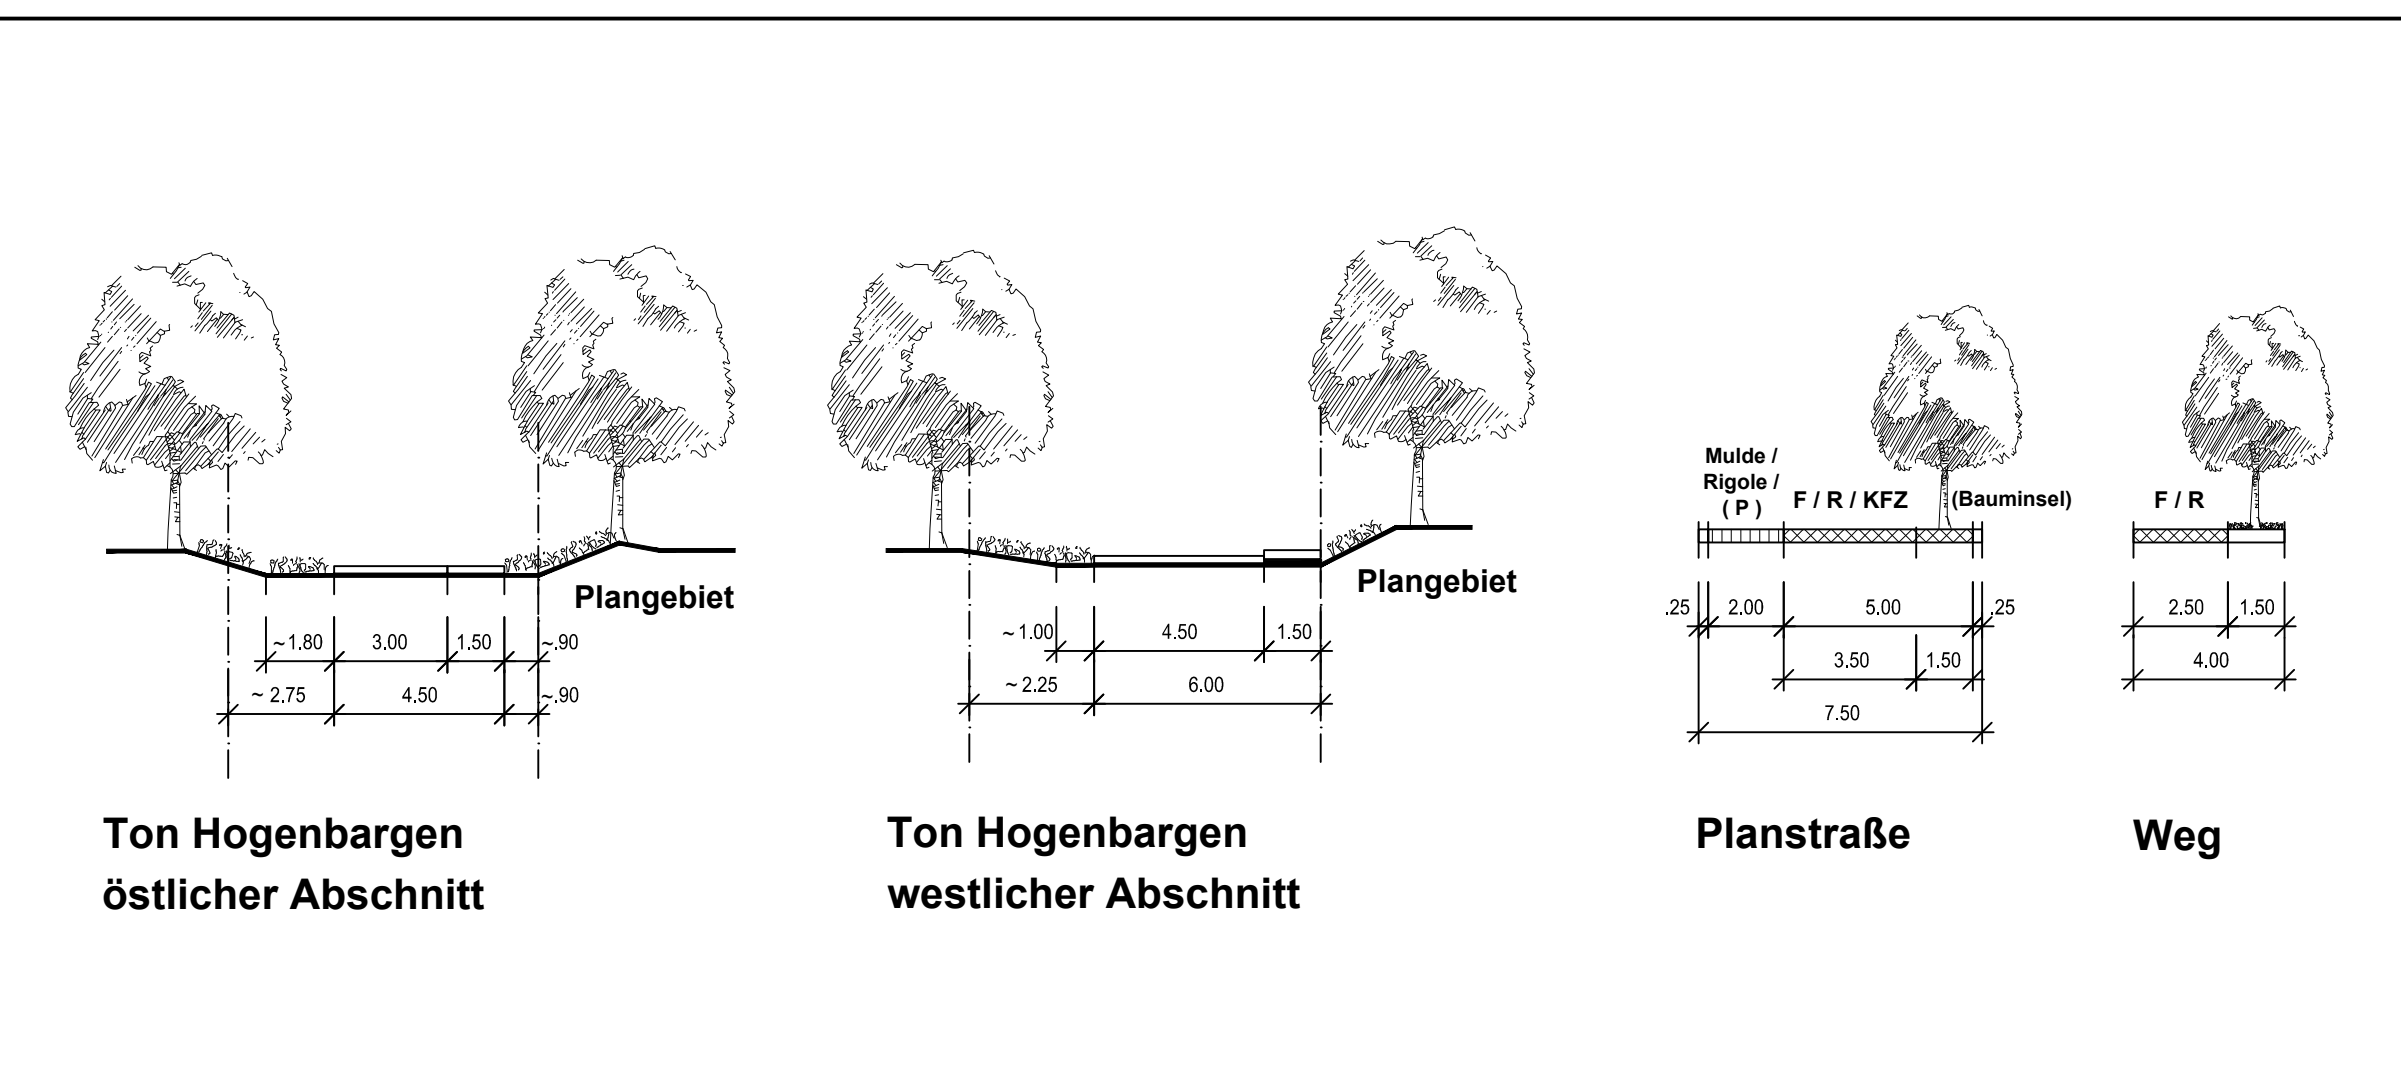 Plangebiet
~ 1.80
3.00
1.50
~.90
~ 2.75
4.50
~.90
Ton Hogenbargen
östlicher Abschnitt
Plangebiet
~ 1.00
4.50
1.50
~ 2.25
6.00
Ton Hogenbargen
westlicher Abschnitt
Mulde /
Rigole /
( P )
F / R / KFZ
(Bauminsel)
.25
2.00
5.00
.25
3.50
1.50
7.50
Planstraße
F / R
2.50
1.50
4.00
Weg